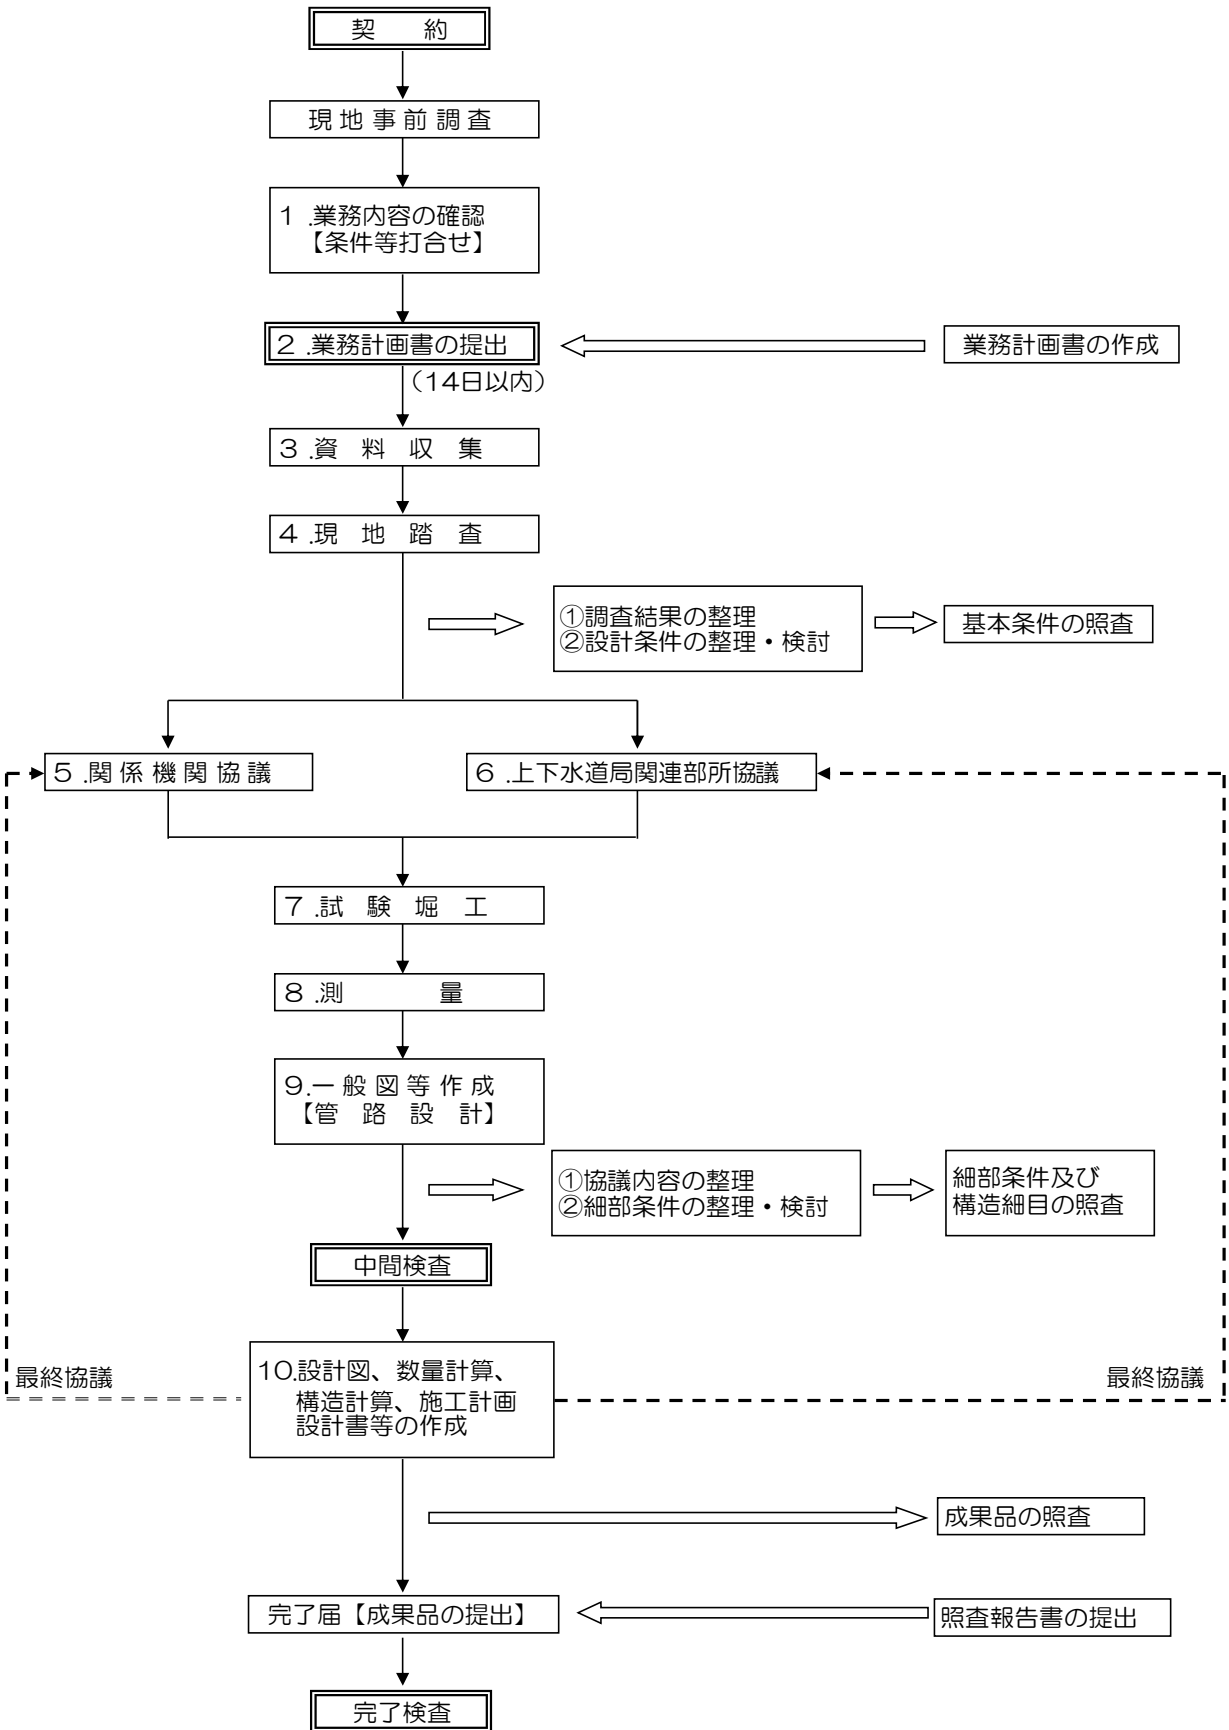 契　　約
現 地 事 前 調 査
１ .業務内容の確認
【条件等打合せ】
２ .業務計画書の提出
業務計画書の作成
（14日以内）
３ .資　料　収　集
４ .現　地　踏　査
①調査結果の整理
②設計条件の整理・検討
基本条件の照査
５ .関 係 機 関 協 議
６ .上下水道局関連部所協議
７ .試　験　堀　工
８ .測　　　　量
９.一 般 図 等 作 成
【管　路　設　計】
①協議内容の整理
②細部条件の整理・検討
細部条件及び
構造細目の照査
中間検査
最終協議
10.設計図、数量計算、
構造計算、施工計画
設計書等の作成
最終協議
成果品の照査
完了届【成果品の提出】
照査報告書の提出
完了検査